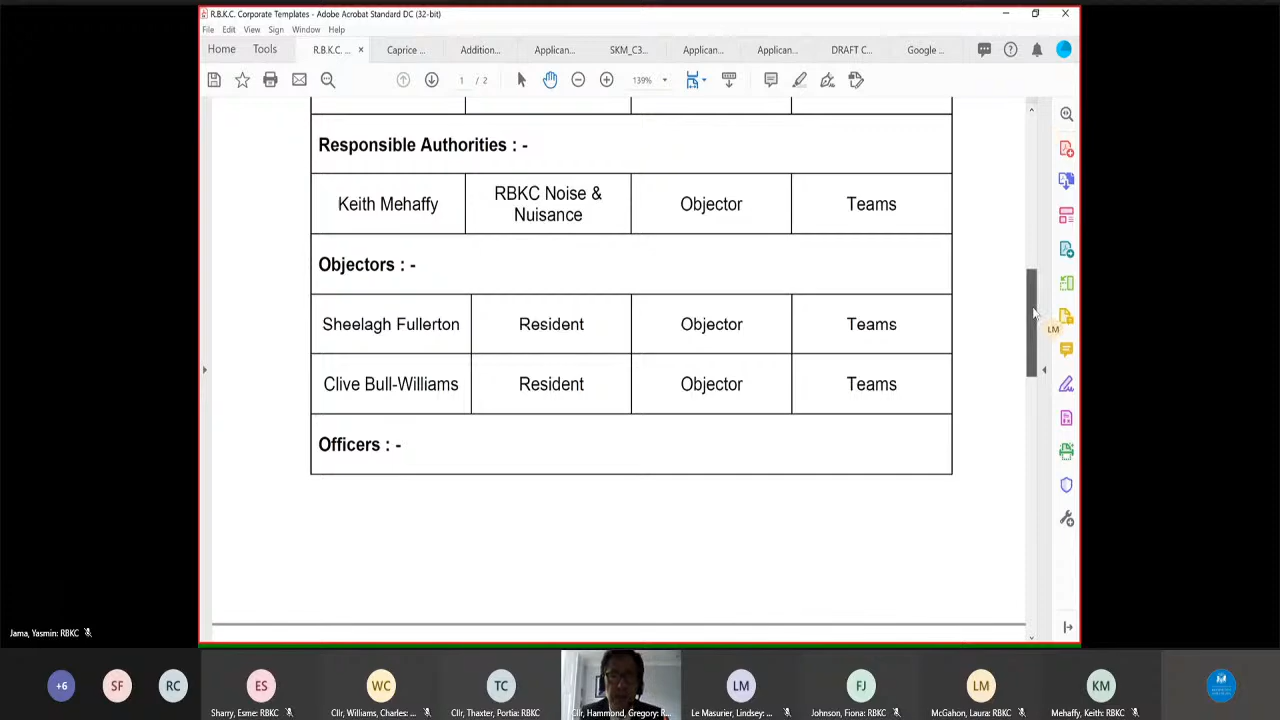 R.B.K.C. Corporate Templates - Adobe Acrobat Standard DC (32-bit)
File Edit View Sign Window Help
Home Tools R.B.K.C. ... × Caprice ... Addition... Applican... SKM_C3... Applican... Applican... DRAFT C... Google ...
1 / 2 139%
Responsible Authorities : -
Keith Mehaffy RBKC Noise & Nuisance Objector Teams
Objectors : -
Sheelagh Fullerton Resident Objector Teams
Clive Bull-Williams Resident Objector Teams
Officers : -
LM
Jama, Yasmin: RBKC
+6 SF RC ES WC TC LM FJ LM KM
Sharry, Esme: RBKC Cllr, Williams, Charles: ... Cllr, Thaxter, Portia: RBKC Cllr, Hammond, Gregory: R... Le Masurier, Lindsey: ... Johnson, Fiona: RBKC McGahon, Laura: RBKC Mehaffy, Keith: RBKC